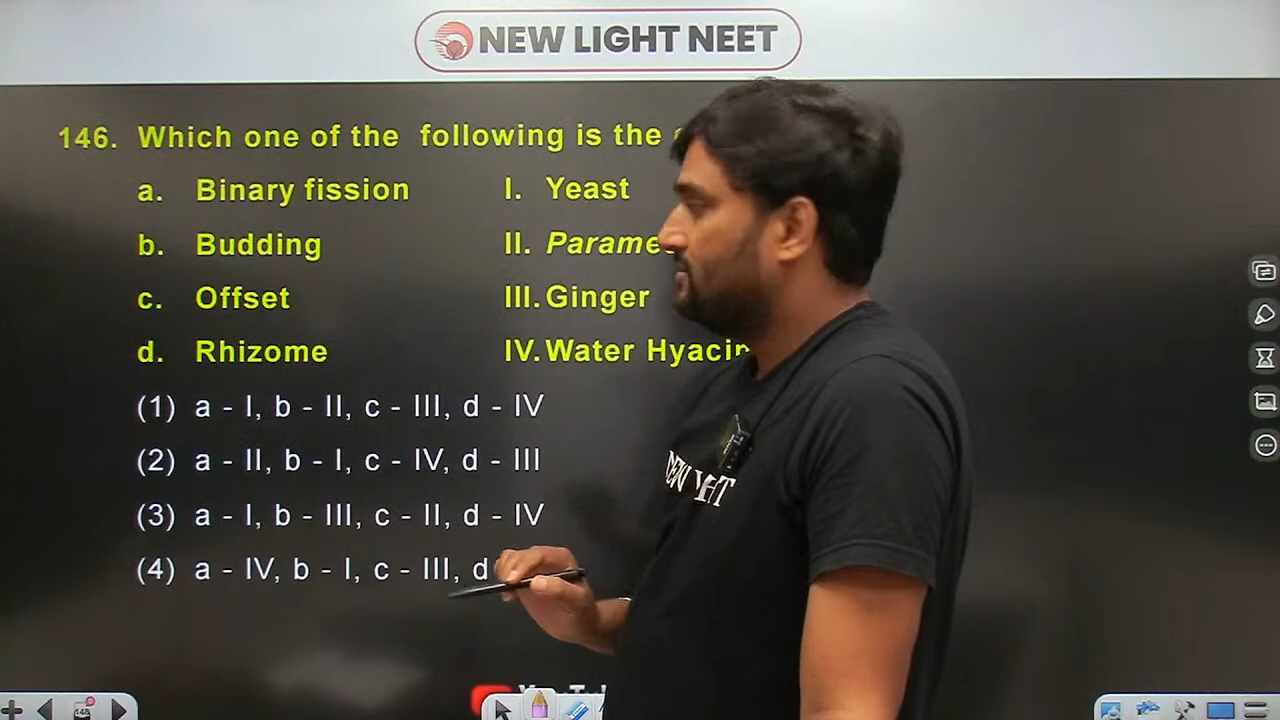 NEW LIGHT NEET
146. Which one of the following is the
a. Binary fission I. Yeast
b. Budding II.
c. Offset III. Ginger
d. Rhizome IV. Water
(1) a - I, b - II, c - III, d - IV
(2) a - II, b - I, c - IV, d - III
(3) a - I, b - III, c - II, d - IV
(4) a - IV, b - I, c - III, d